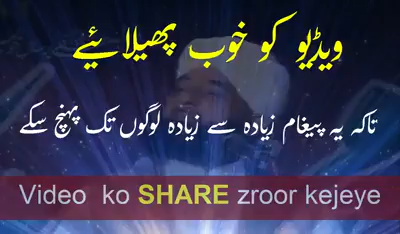 ویڈیو کو خوب پھیلائیے
تاکہ یہ پیغام زیادہ سے زیادہ لوگوں تک پہنچ سکے
Video ko SHARE zroor kejeye